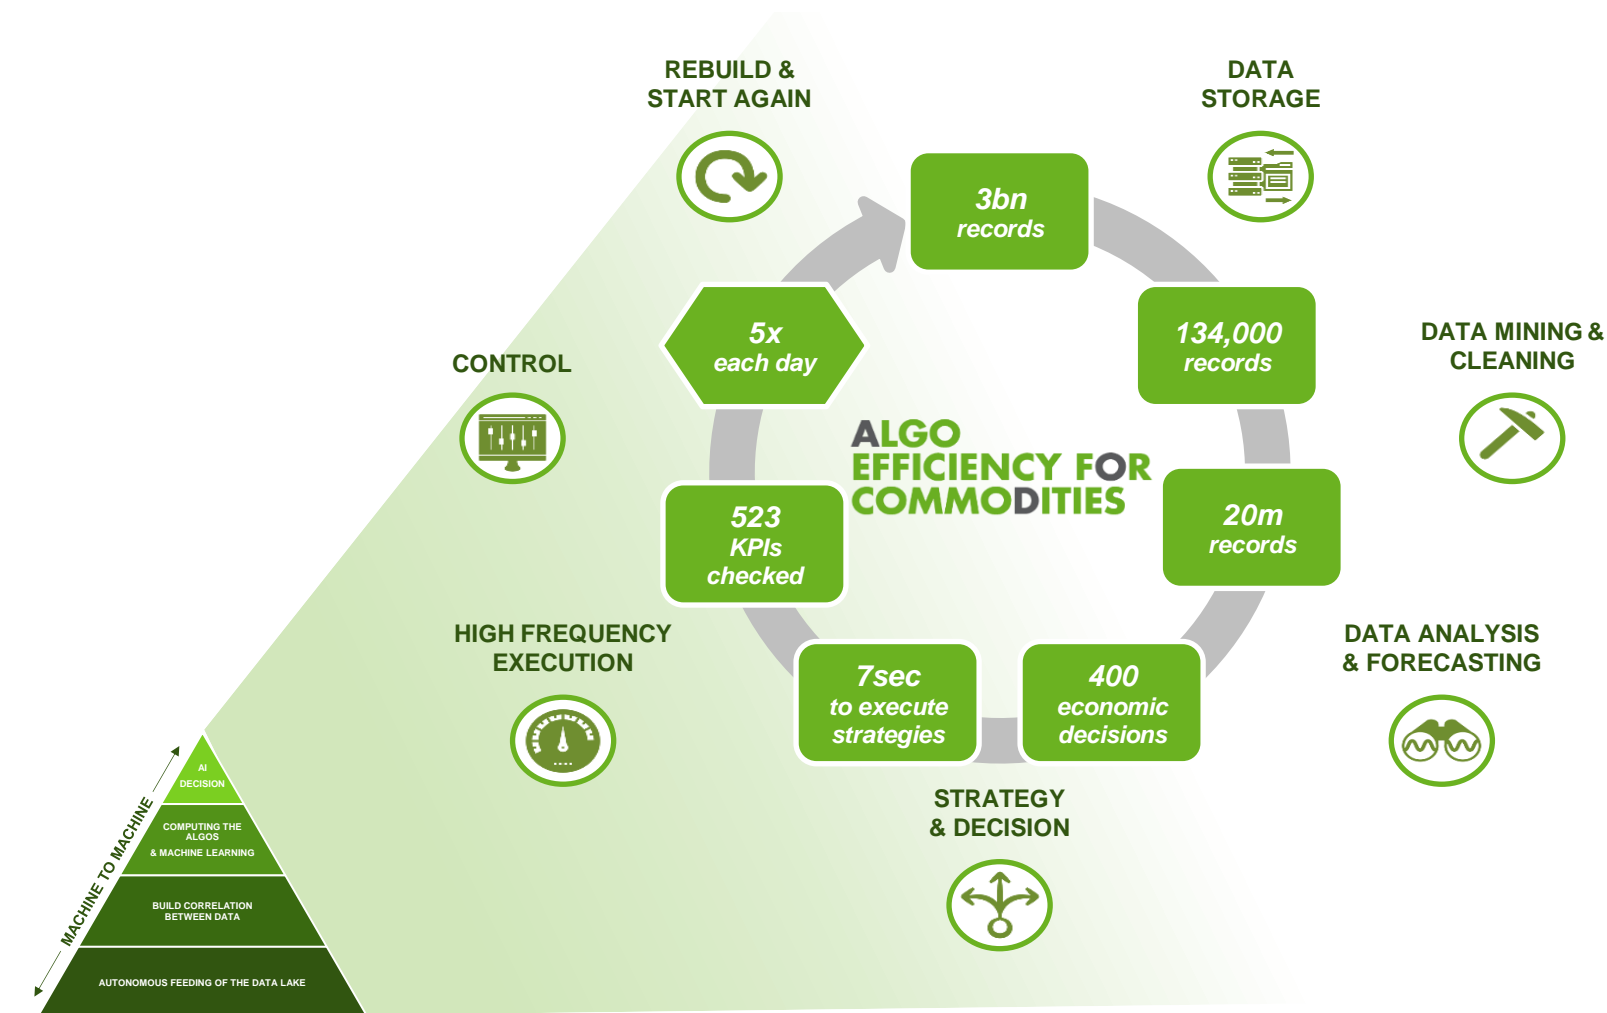 REBUILD &
START AGAIN
DATA
STORAGE
3bn
records
5x
each day
134,000
records
CONTROL
DATA MINING &
CLEANING
ALGO
EFFICIENCY FOR
COMMODITIES
523
KPIs
checked
20m
records
HIGH FREQUENCY
EXECUTION
DATA ANALYSIS
& FORECASTING
7sec
to execute
strategies
400
economic
decisions
STRATEGY
& DECISION
MACHINE TO MACHINE
AI
DECISION
COMPUTING THE
ALGOS
& MACHINE LEARNING
BUILD CORRELATION
BETWEEN DATA
AUTONOMOUS FEEDING OF THE DATA LAKE